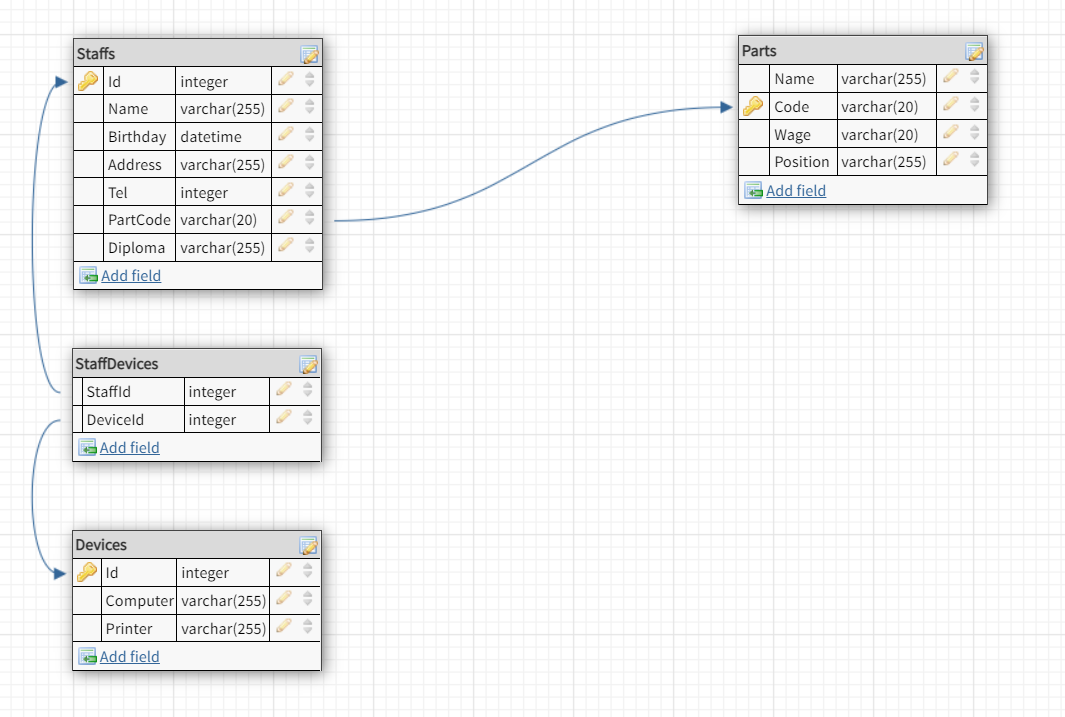 Staffs
Id integer
Name varchar(255)
Birthday datetime
Address varchar(255)
Tel integer
PartCode varchar(20)
Diploma varchar(255)
Add field
Parts
Name varchar(255)
Code varchar(20)
Wage varchar(20)
Position varchar(255)
Add field
StaffDevices
StaffId integer
DeviceId integer
Add field
Devices
Id integer
Computer varchar(255)
Printer varchar(255)
Add field